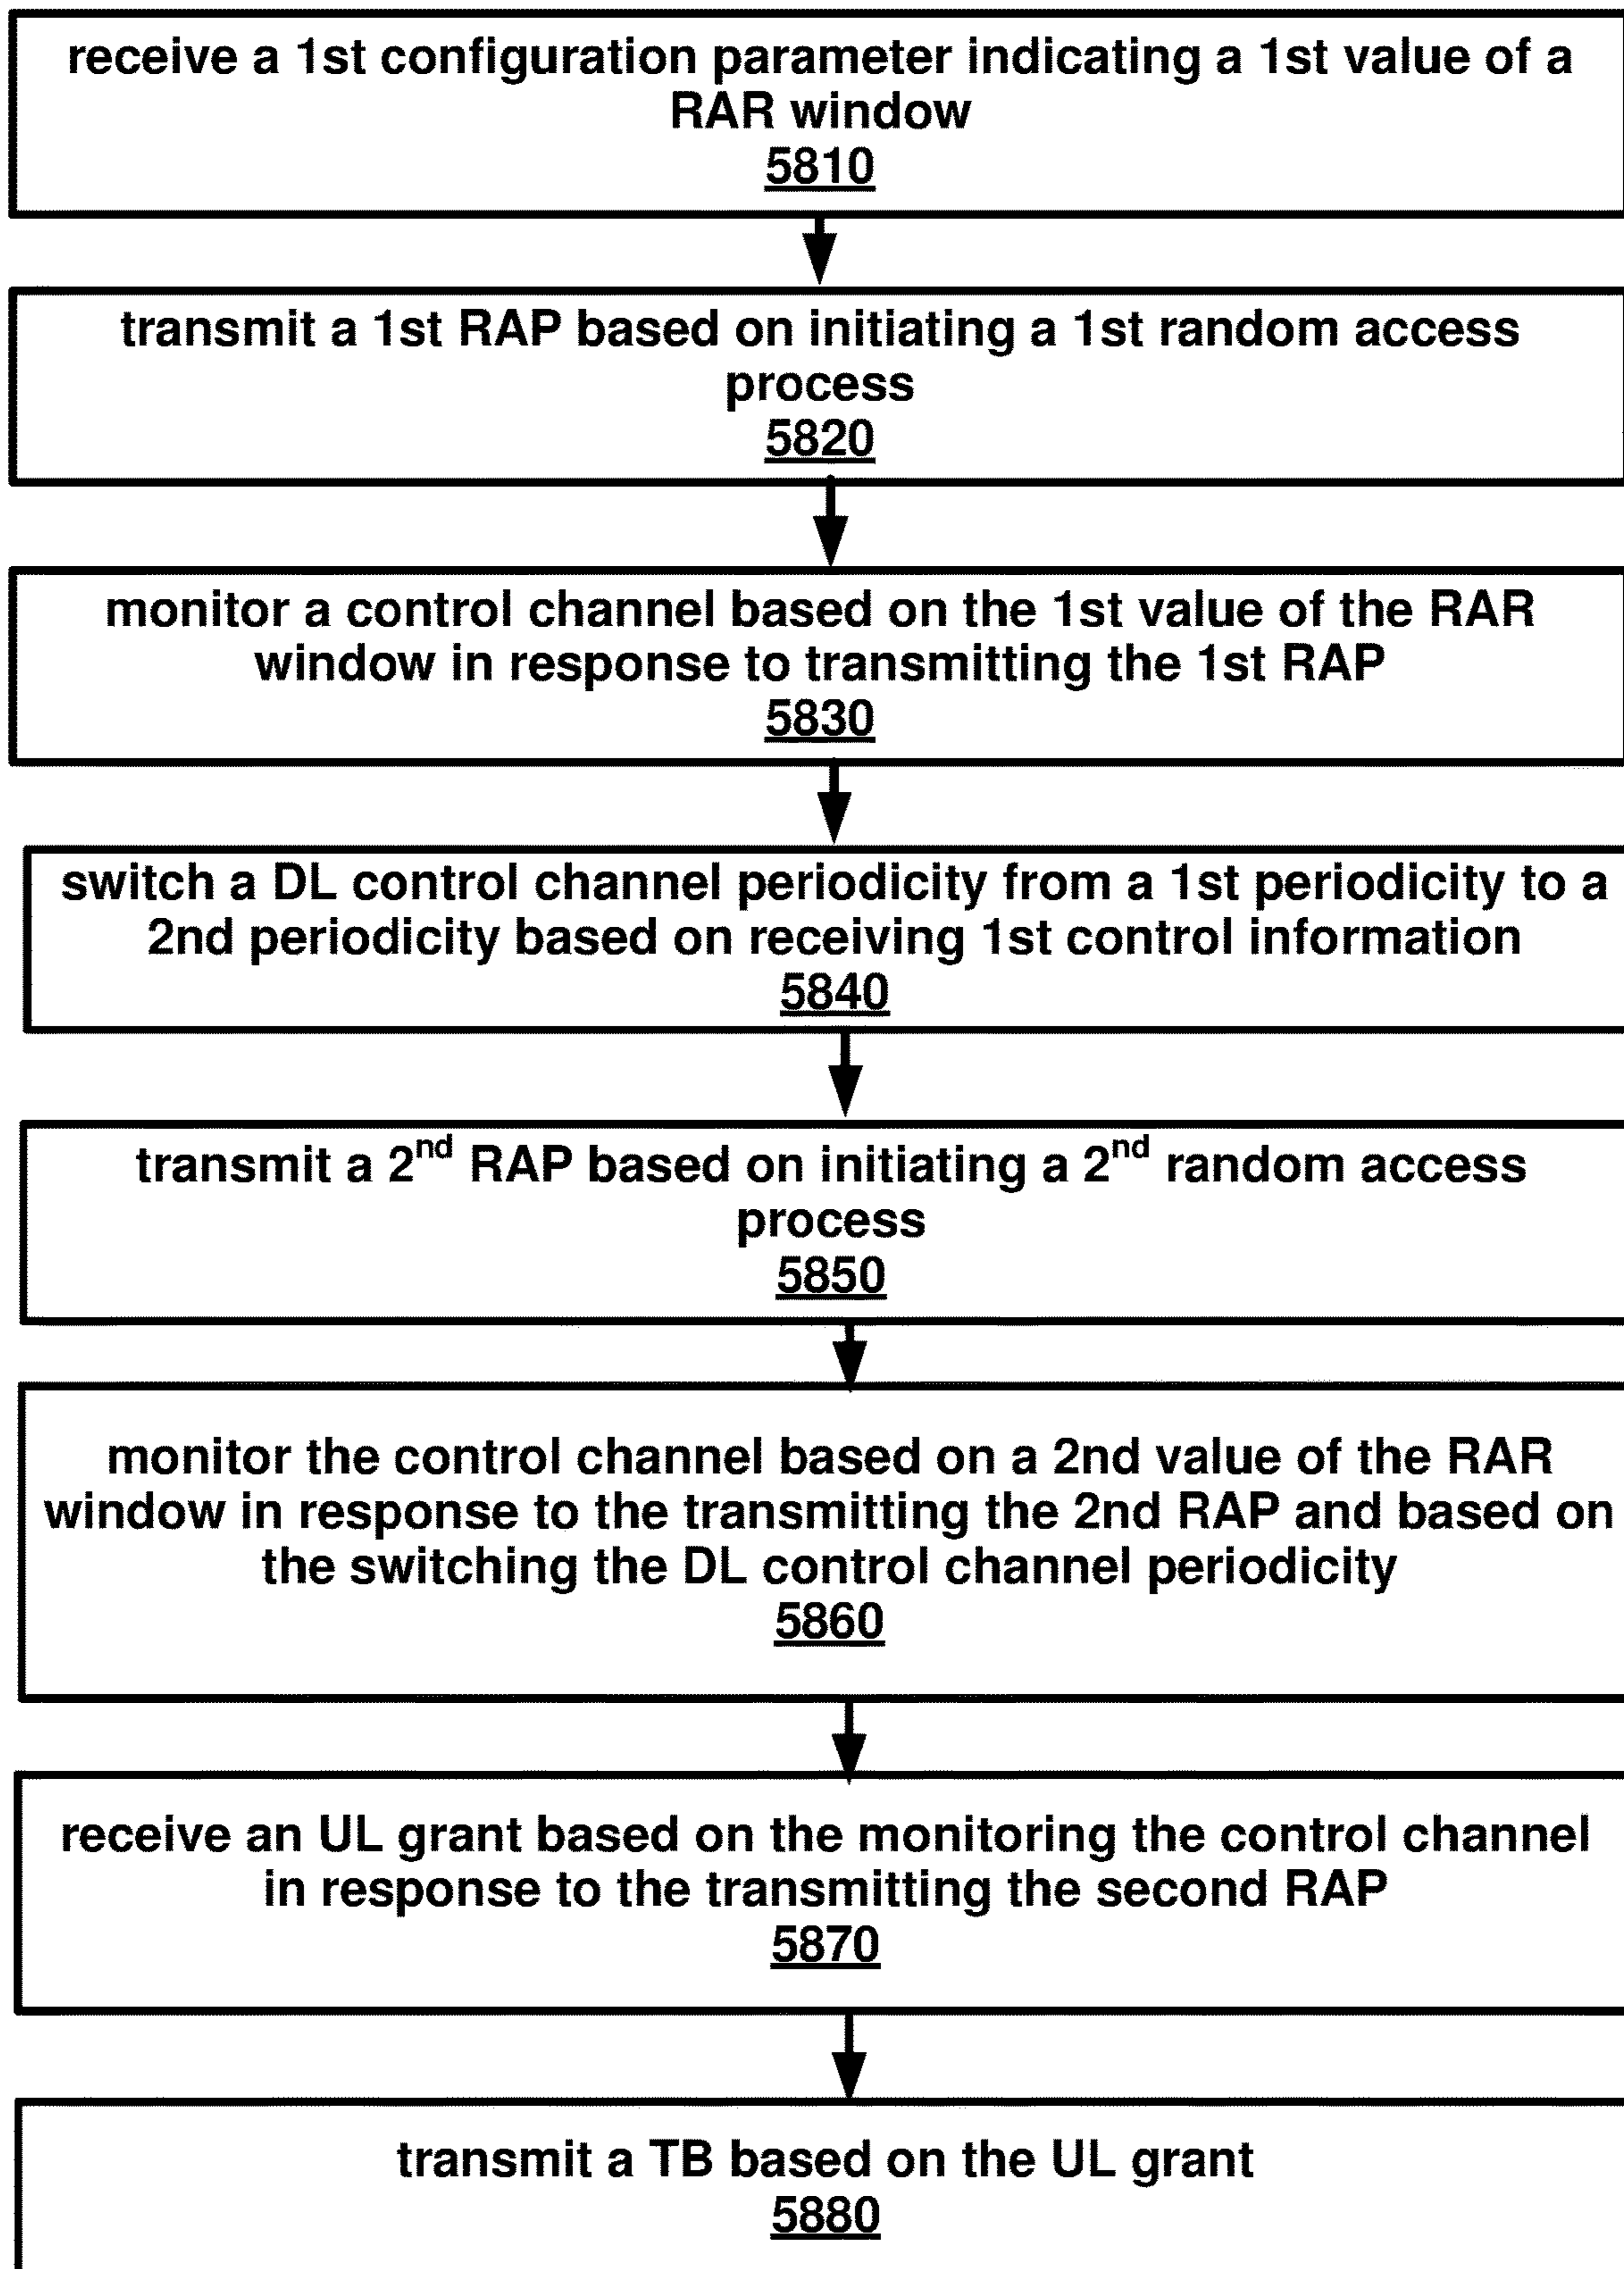 receive a 1st configuration parameter indicating a 1st value of a
RAR window
5810
transmit a 1st RAP based on initiating a 1st random access
process
5820
monitor a control channel based on the 1st value of the RAR
window in response to transmitting the 1st RAP
5830
switch a DL control channel periodicity from a 1st periodicity to a
2nd periodicity based on receiving 1st control information
5840
transmit a 2nd RAP based on initiating a 2nd random access
process
5850
monitor the control channel based on a 2nd value of the RAR
window in response to the transmitting the 2nd RAP and based on
the switching the DL control channel periodicity
5860
receive an UL grant based on the monitoring the control channel
in response to the transmitting the second RAP
5870
transmit a TB based on the UL grant
5880